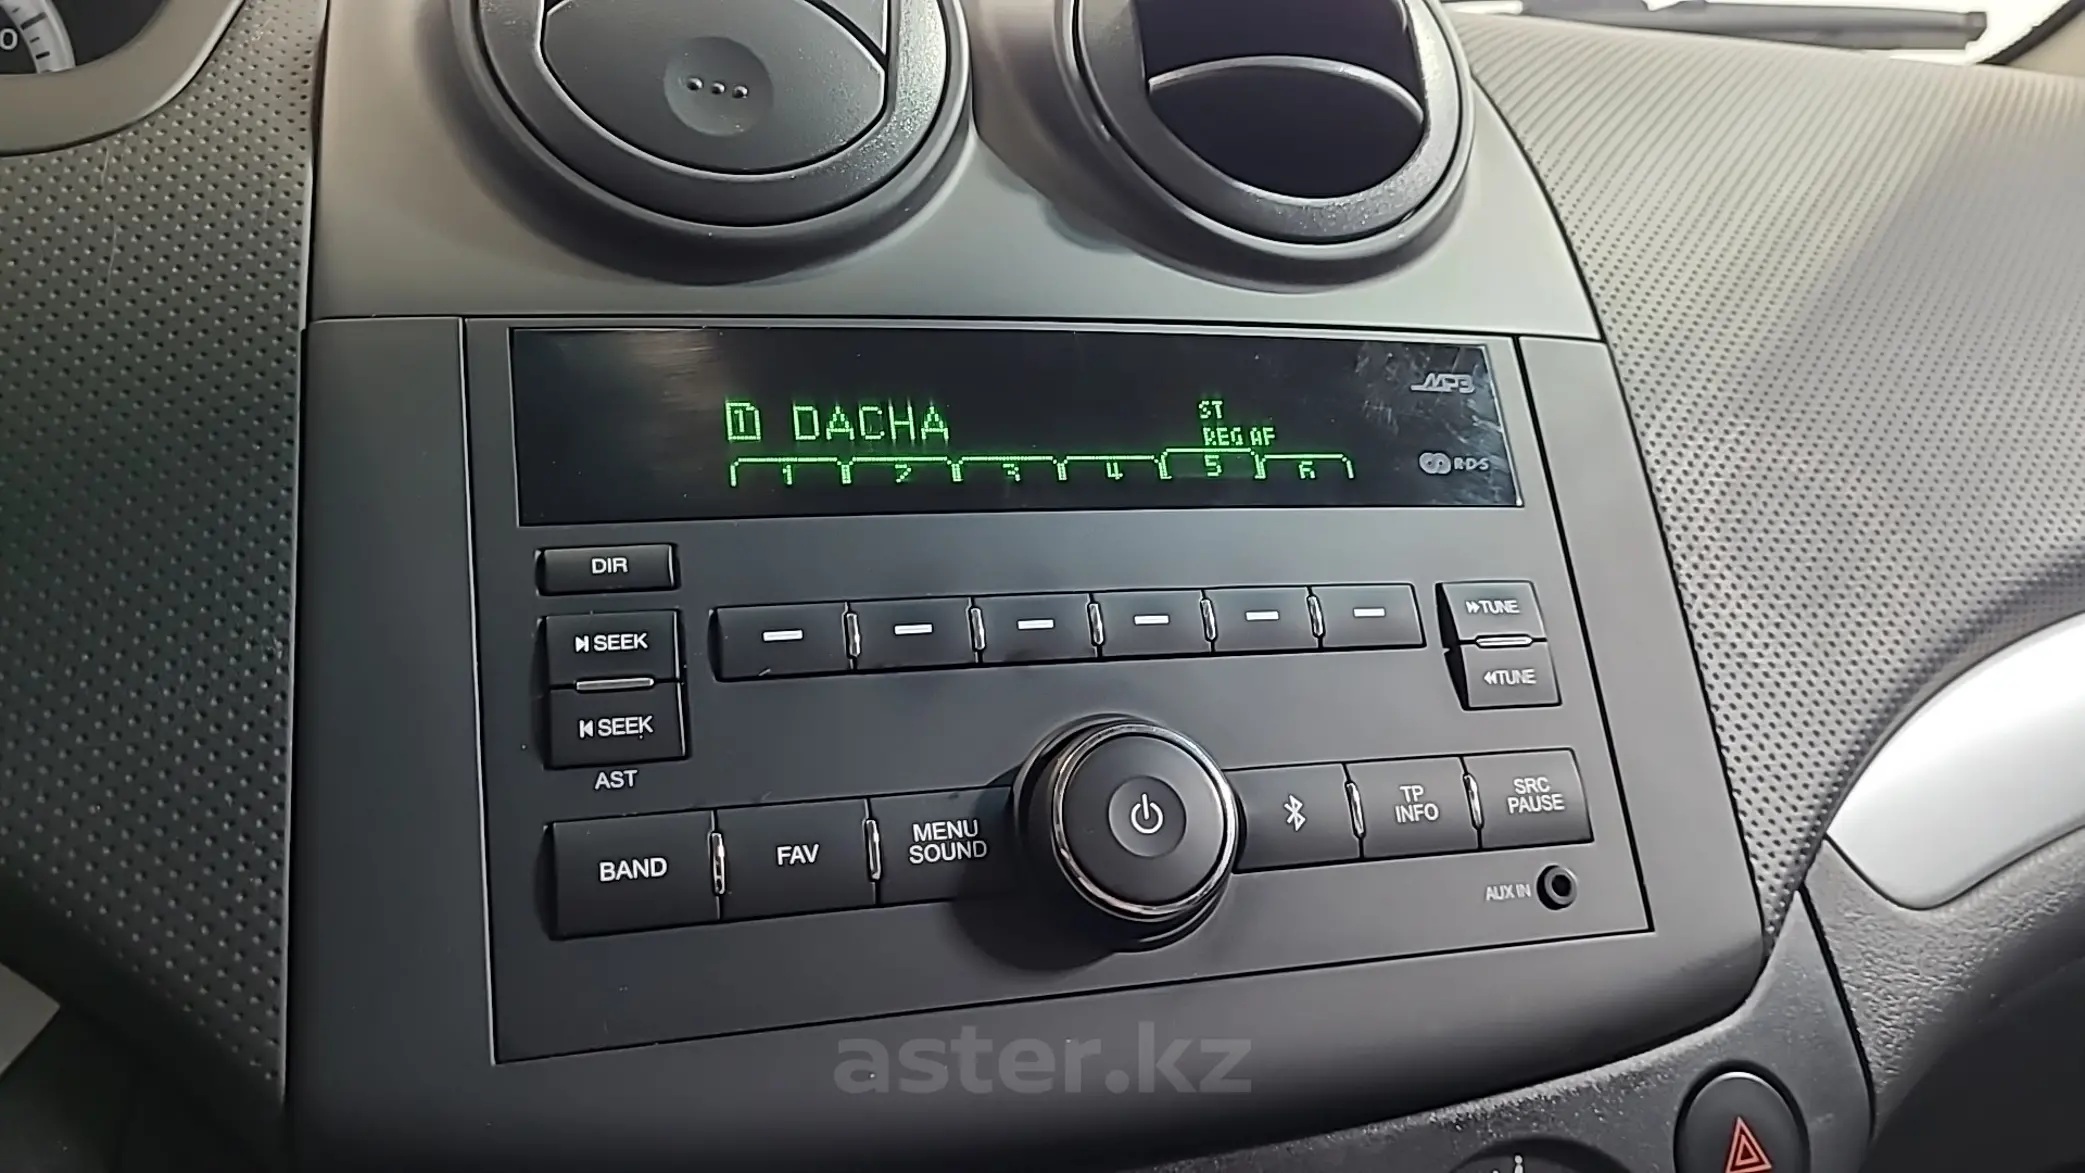 0
MP3
1 DACHA
ST
REG AF
1 2 3 4 5 6
R·D·S
DIR
SEEK
TUNE
TUNE
SEEK
AST
BAND
FAV
MENU
SOUND
TP
INFO
SRC
PAUSE
AUX IN
aster.kz